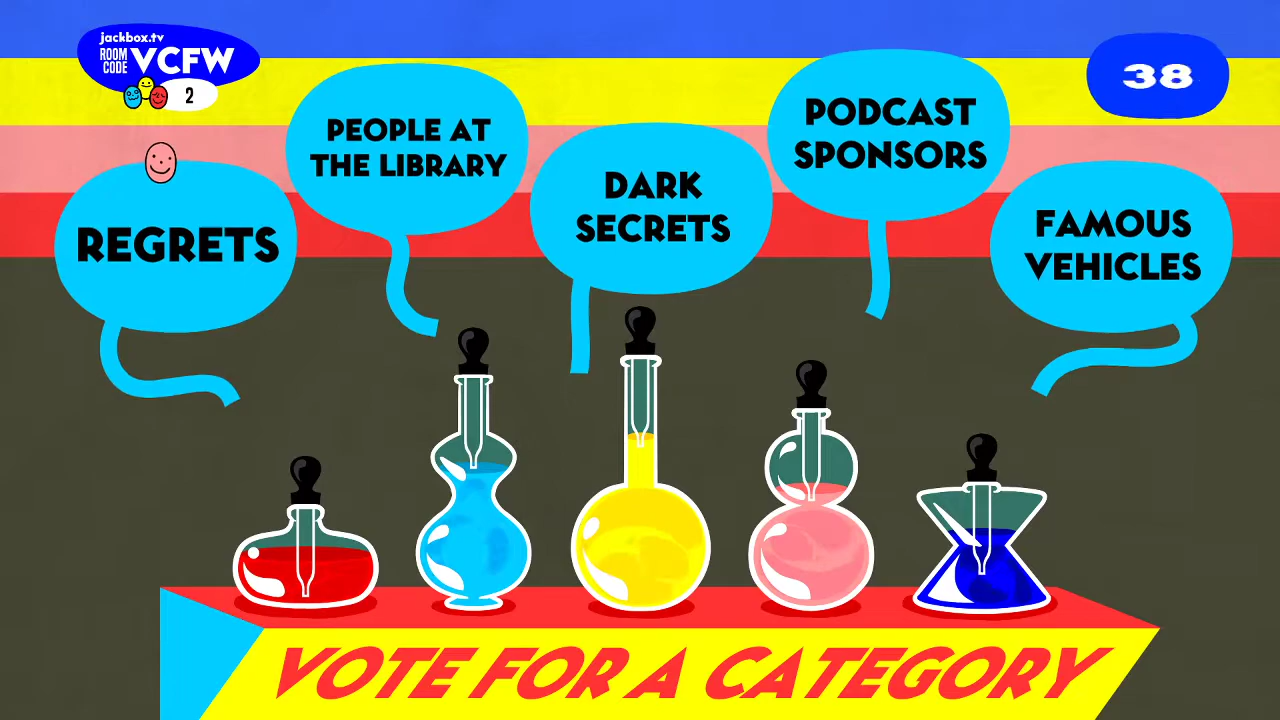 jackbox.tv
ROOM CODE VCFW
2
38
REGRETS
PEOPLE AT
THE LIBRARY
DARK
SECRETS
PODCAST
SPONSORS
FAMOUS
VEHICLES
VOTE FOR A CATEGORY